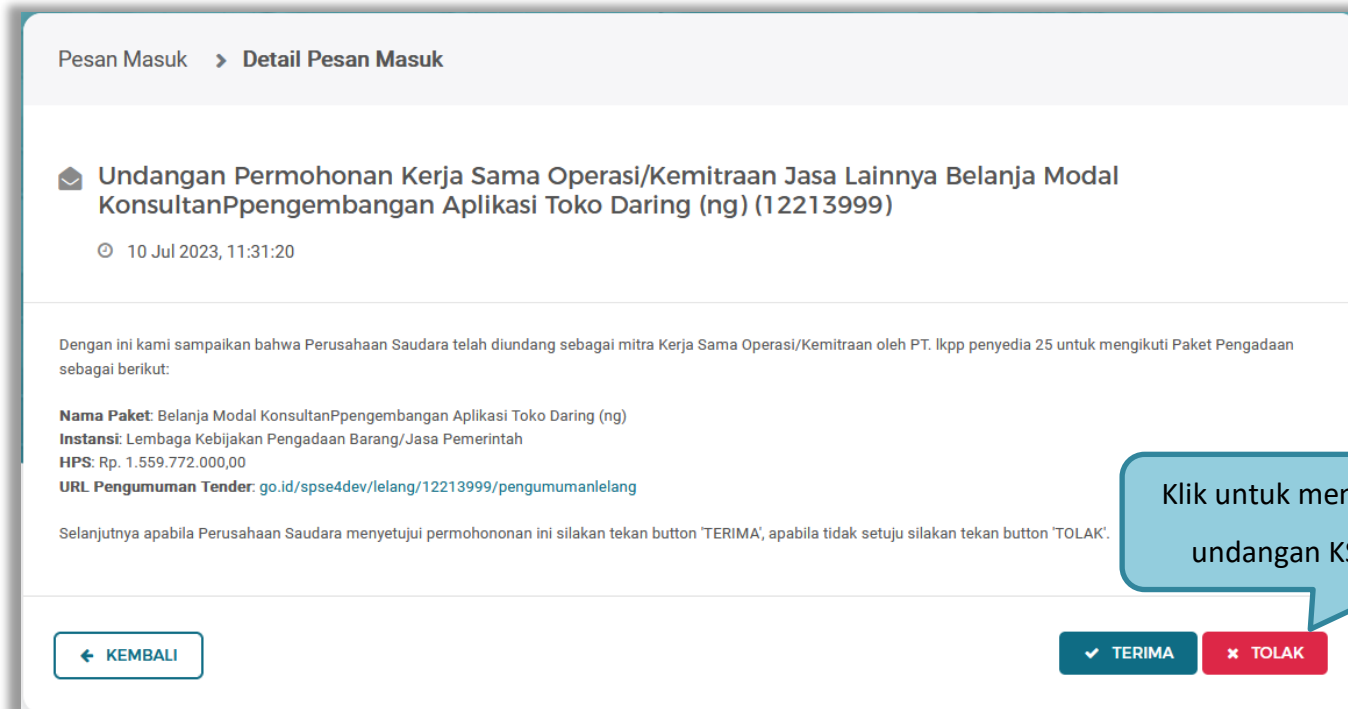 Pesan Masuk > Detail Pesan Masuk
Undangan Permohonan Kerja Sama Operasi/Kemitraan Jasa Lainnya Belanja Modal
KonsultanPpengembangan Aplikasi Toko Daring (ng) (12213999)
10 Jul 2023, 11:31:20
Dengan ini kami sampaikan bahwa Perusahaan Saudara telah diundang sebagai mitra Kerja Sama Operasi/Kemitraan oleh PT. lkpp penyedia 25 untuk mengikuti Paket Pengadaan
sebagai berikut:
Nama Paket: Belanja Modal KonsultanPpengembangan Aplikasi Toko Daring (ng)
Instansi: Lembaga Kebijakan Pengadaan Barang/Jasa Pemerintah
HPS: Rp. 1.559.772.000,00
URL Pengumuman Tender: go.id/spse4dev/lelang/12213999/pengumumanlelang
Selanjutnya apabila Perusahaan Saudara menyetujui permohononan ini silakan tekan button 'TERIMA', apabila tidak setuju silakan tekan button 'TOLAK'.
Klik untuk
undangan
KEMBALI
TERIMA
TOLAK